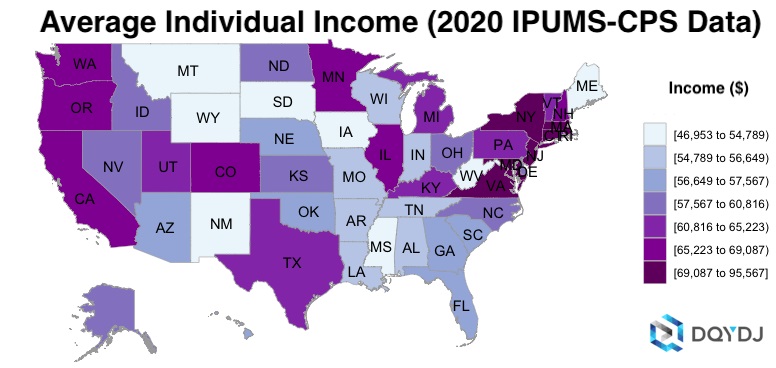 Average Individual Income (2020 IPUMS-CPS Data)
WA
MT
ND
MN
ME
OR
ID
WY
SD
WI
MI
VT
NH
NY
MA
CT
RI
NV
UT
CO
NE
IA
IL
IN
OH
PA
NJ
MD
DE
CA
KS
MO
KY
WV
VA
AZ
NM
OK
AR
TN
NC
SC
TX
LA
MS
AL
GA
FL
Income ($)
[46,953 to 54,789)
[54,789 to 56,649)
[56,649 to 57,567)
[57,567 to 60,816)
[60,816 to 65,223)
[65,223 to 69,087)
[69,087 to 95,567]
DQYDJ